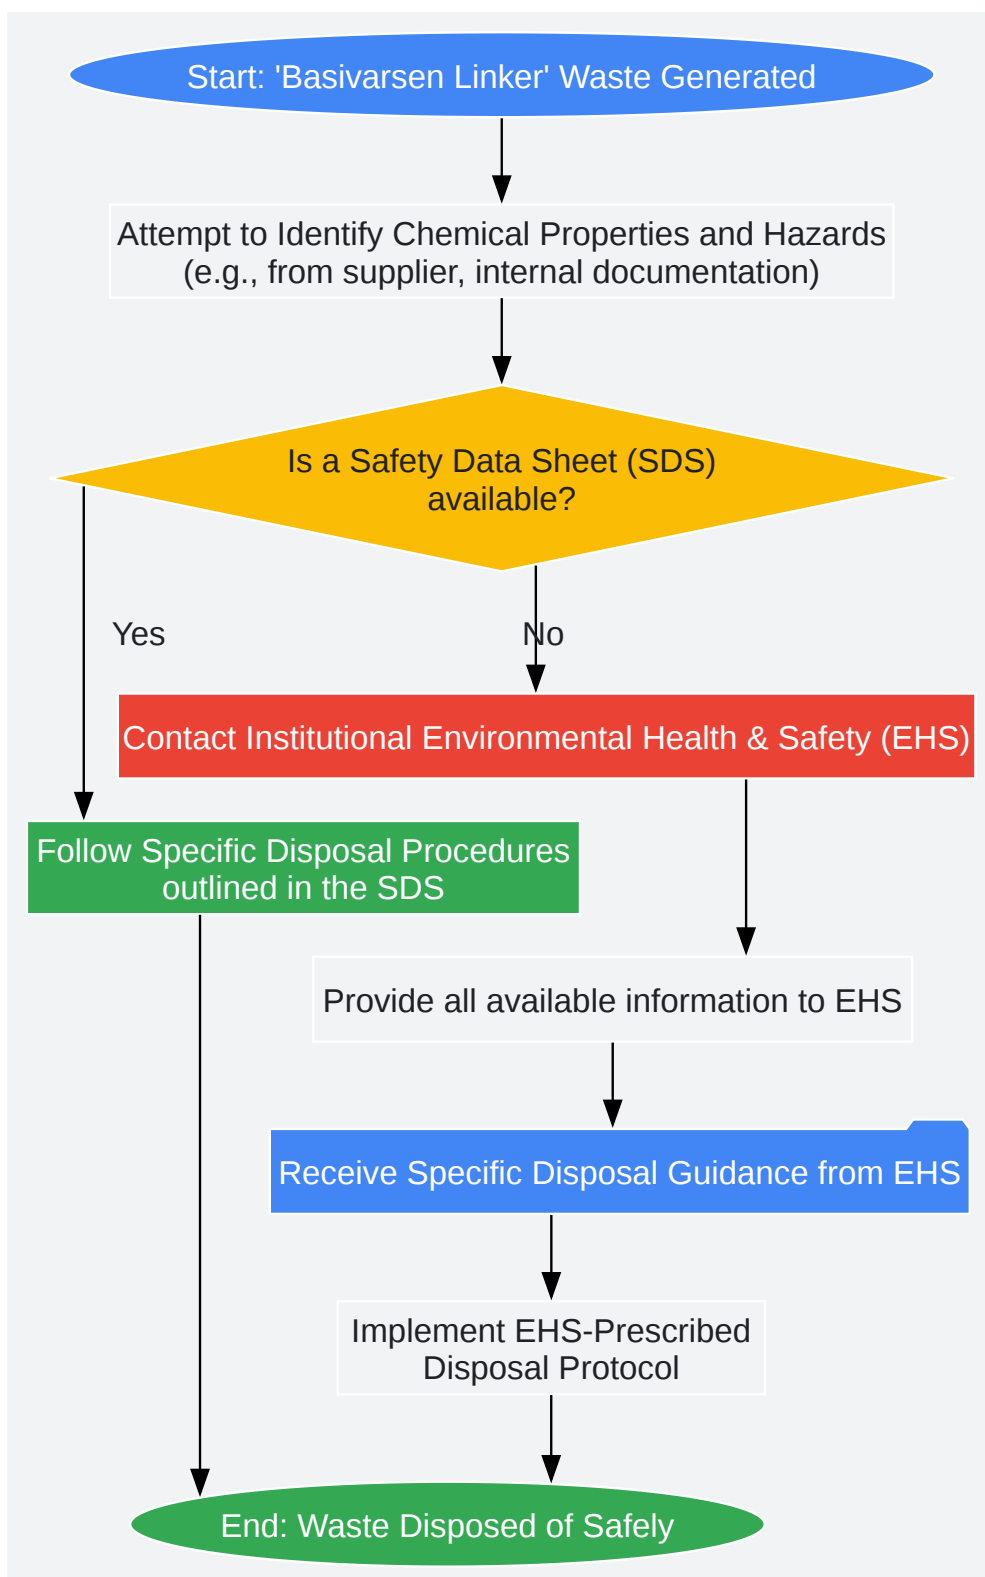 Start: 'Basivarsen Linker' Waste Generated
Attempt to Identify Chemical Properties and Hazards
(e.g., from supplier, internal documentation)
Is a Safety Data Sheet (SDS)
available?
Yes
No
Contact Institutional Environmental Health & Safety (EHS)
Follow Specific Disposal Procedures
outlined in the SDS
Provide all available information to EHS
Receive Specific Disposal Guidance from EHS
Implement EHS-Prescribed
Disposal Protocol
End: Waste Disposed of Safely